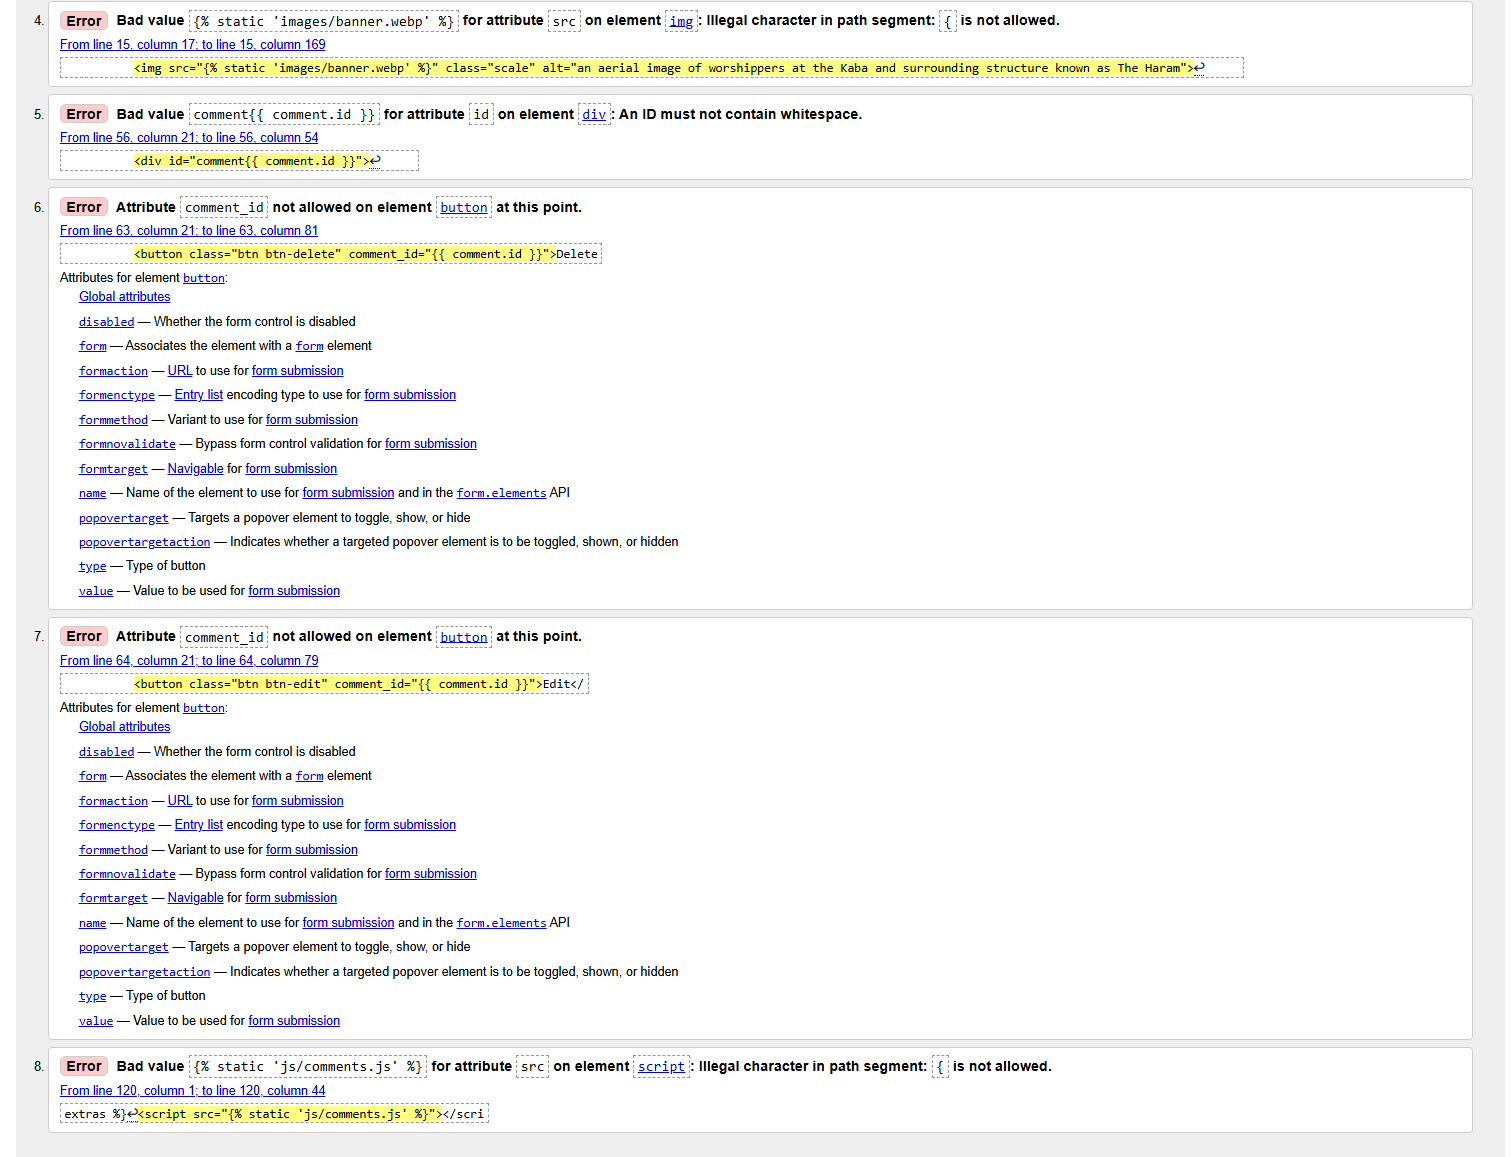 4. Error Bad value {% static 'images/banner.webp' %} for attribute src on element img: Illegal character in path segment: { is not allowed.
From line 15, column 17; to line 15, column 169
<img src="{% static 'images/banner.webp' %}" class="scale" alt="an aerial image of worshippers at the Kaba and surrounding structure known as The Haram">↩
5. Error Bad value comment{{ comment.id }} for attribute id on element div: An ID must not contain whitespace.
From line 56, column 21; to line 56, column 54
<div id="comment{{ comment.id }}">↩
6. Error Attribute comment_id not allowed on element button at this point.
From line 63, column 21; to line 63, column 81
<button class="btn btn-delete" comment_id="{{ comment.id }}">Delete
Attributes for element button:
Global attributes
disabled — Whether the form control is disabled
form — Associates the element with a form element
formaction — URL to use for form submission
formenctype — Entry list encoding type to use for form submission
formmethod — Variant to use for form submission
formnovalidate — Bypass form control validation for form submission
formtarget — Navigable for form submission
name — Name of the element to use for form submission and in the form.elements API
popovertarget — Targets a popover element to toggle, show, or hide
popovertargetaction — Indicates whether a targeted popover element is to be toggled, shown, or hidden
type — Type of button
value — Value to be used for form submission
7. Error Attribute comment_id not allowed on element button at this point.
From line 64, column 21; to line 64, column 79
<button class="btn btn-edit" comment_id="{{ comment.id }}">Edit</
Attributes for element button:
Global attributes
disabled — Whether the form control is disabled
form — Associates the element with a form element
formaction — URL to use for form submission
formenctype — Entry list encoding type to use for form submission
formmethod — Variant to use for form submission
formnovalidate — Bypass form control validation for form submission
formtarget — Navigable for form submission
name — Name of the element to use for form submission and in the form.elements API
popovertarget — Targets a popover element to toggle, show, or hide
popovertargetaction — Indicates whether a targeted popover element is to be toggled, shown, or hidden
type — Type of button
value — Value to be used for form submission
8. Error Bad value {% static 'js/comments.js' %} for attribute src on element script: Illegal character in path segment: { is not allowed.
From line 120, column 1; to line 120, column 44
extras %}↩<script src="{% static 'js/comments.js' %}"></scri